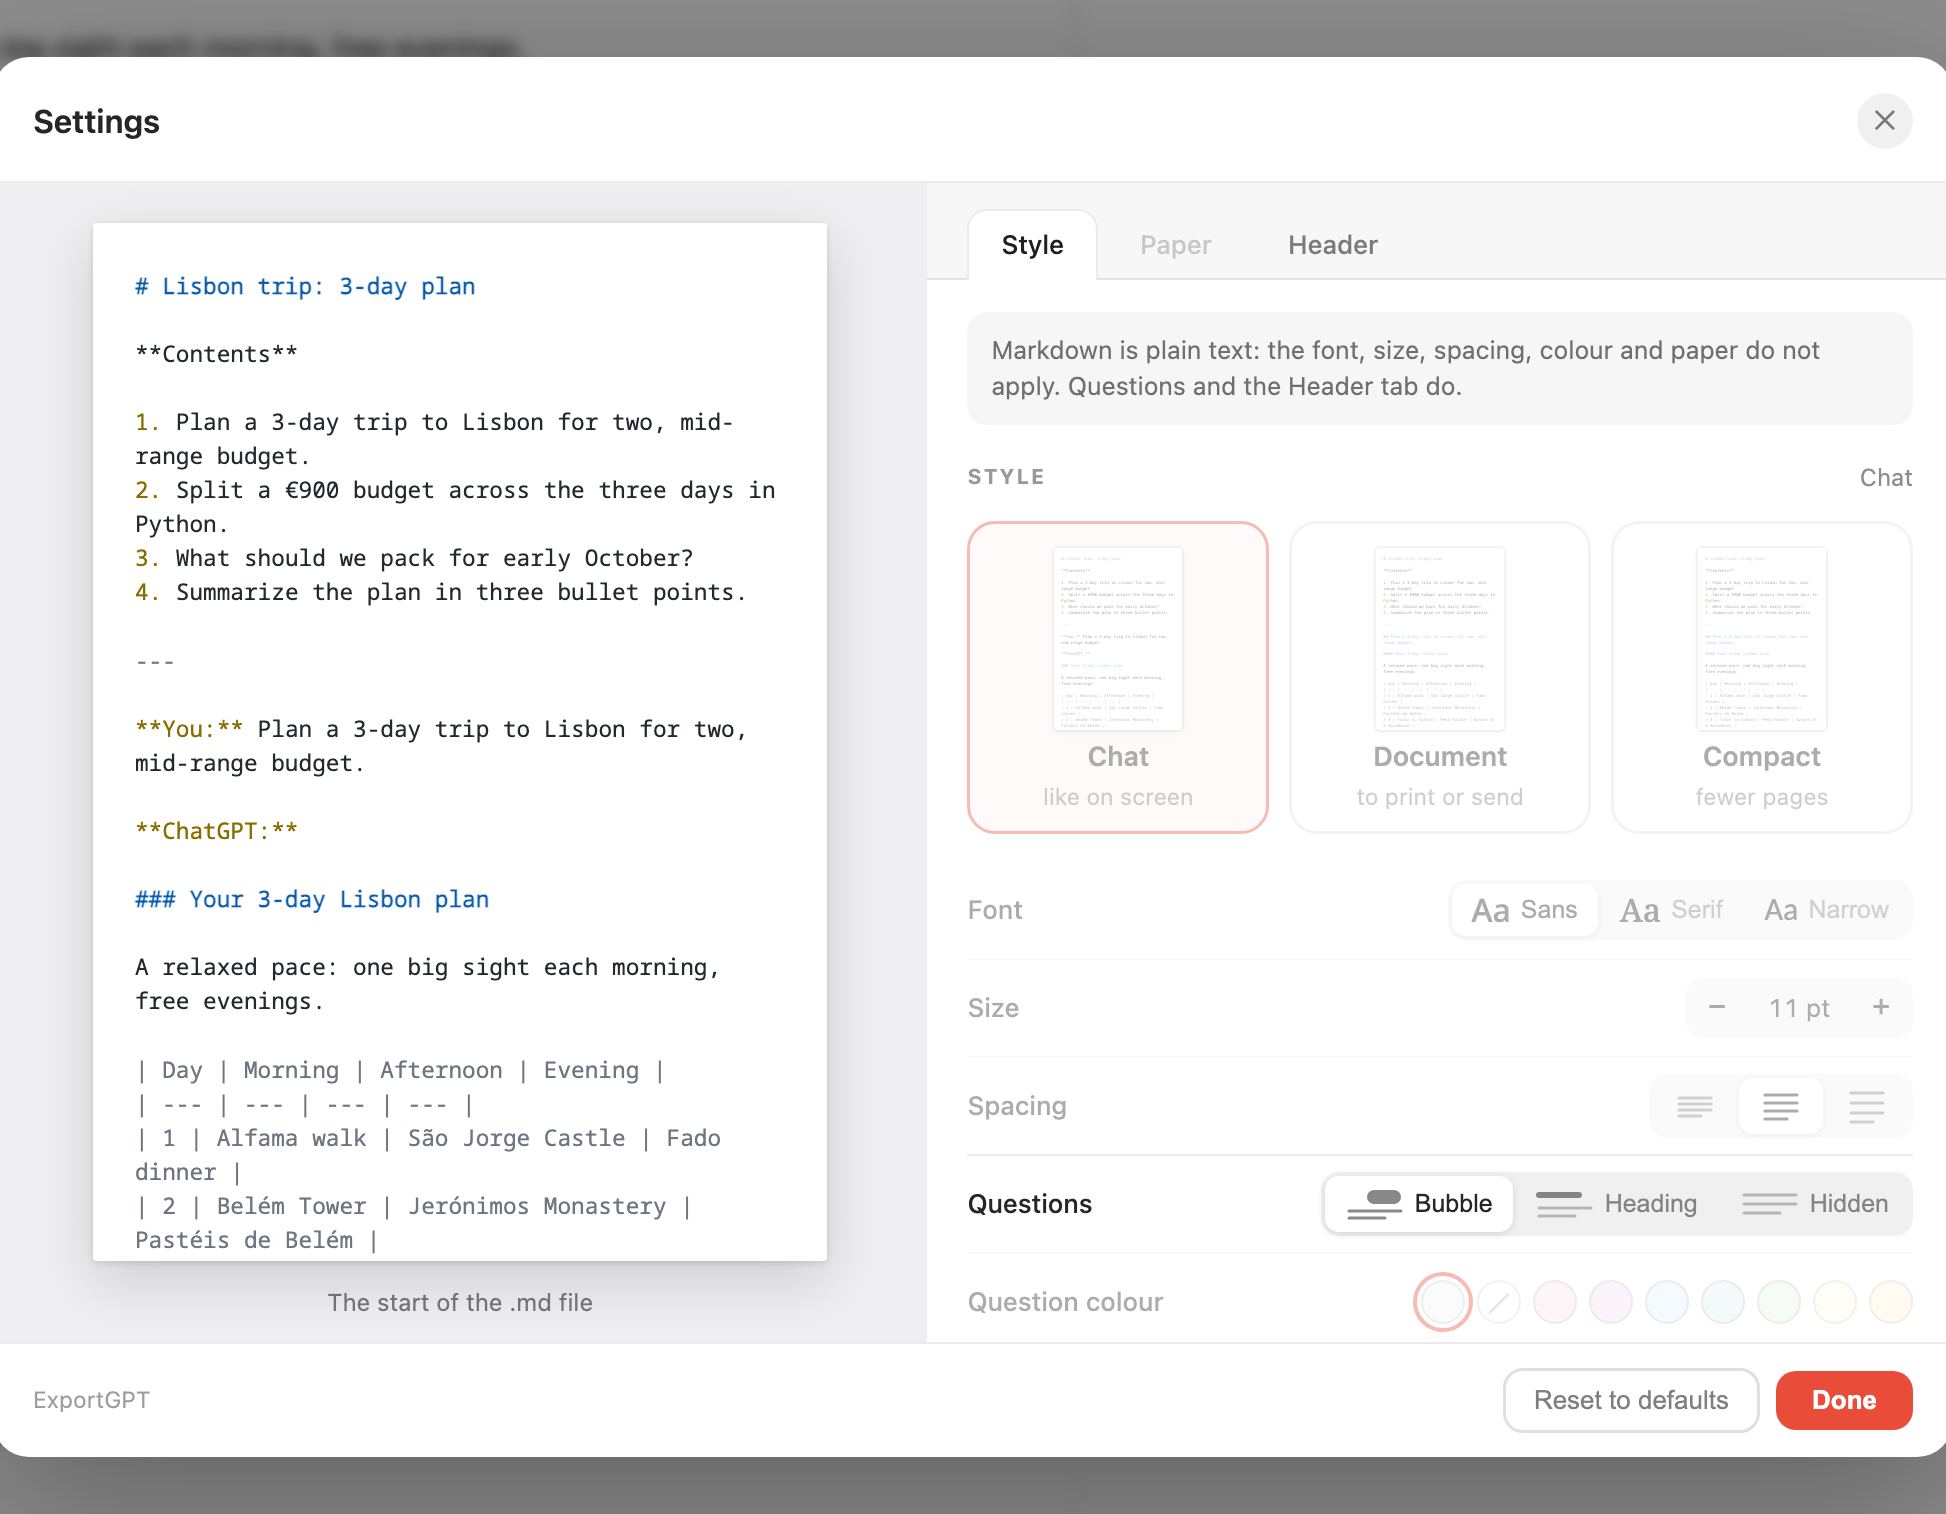 Settings
# Lisbon trip: 3-day plan
**Contents**
1. Plan a 3-day trip to Lisbon for two, mid-
range budget.
2. Split a €900 budget across the three days in
Python.
3. What should we pack for early October?
4. Summarize the plan in three bullet points.
---
**You:** Plan a 3-day trip to Lisbon for two,
mid-range budget.
**ChatGPT:**
### Your 3-day Lisbon plan
A relaxed pace: one big sight each morning,
free evenings.
| Day | Morning | Afternoon | Evening |
| --- | --- | --- | --- |
| 1 | Alfama walk | São Jorge Castle | Fado
dinner |
| 2 | Belém Tower | Jerónimos Monastery |
Pastéis de Belém |
The start of the .md file
Style Paper Header
Markdown is plain text: the font, size, spacing, colour and paper do not
apply. Questions and the Header tab do.
STYLE Chat
Chat
like on screen
Document
to print or send
Compact
fewer pages
Font Aa Sans Aa Serif Aa Narrow
Size − 11 pt +
Spacing
Questions Bubble Heading Hidden
Question colour
ExportGPT Reset to defaults Done